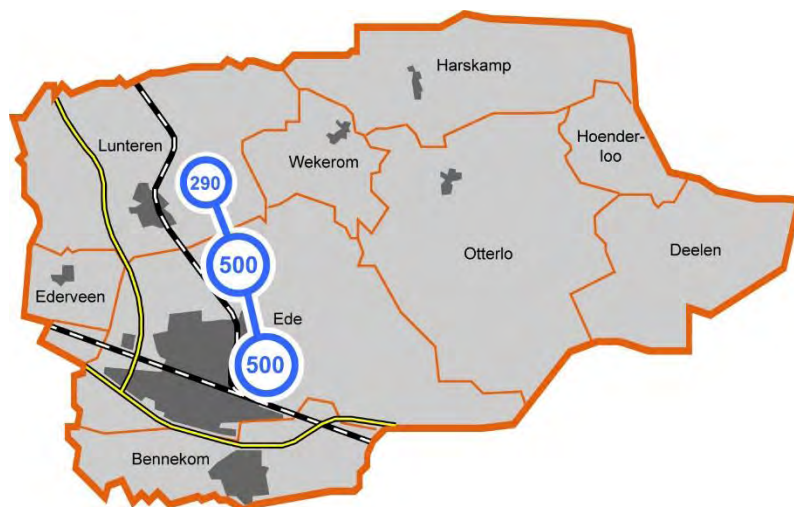 Harskamp
Lunteren
Hoender-
loo
Wekerom
290
Otterlo
Deelen
500
Ederveen
Ede
500
Bennekom